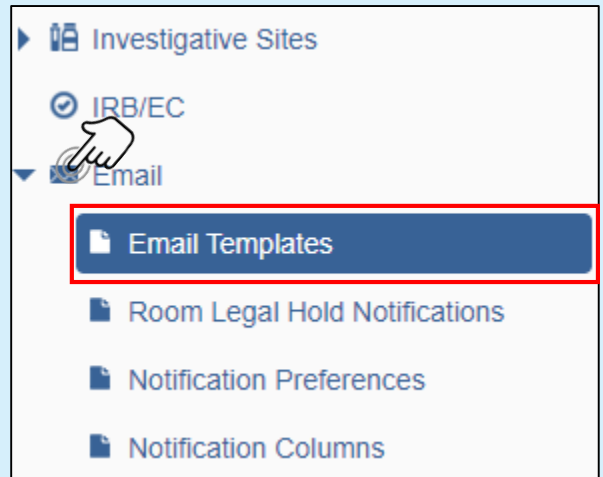 Investigative Sites
IRB/EC
Email
Email Templates
Room Legal Hold Notifications
Notification Preferences
Notification Columns